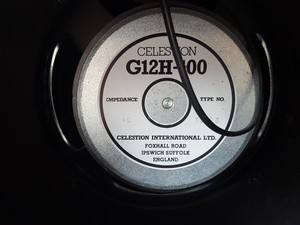 CELESTION
G12H-100
IMPEDANCE TYPE NO.
CELESTION INTERNATIONAL LTD.
FOXHALL ROAD
IPSWICH SUFFOLK
ENGLAND